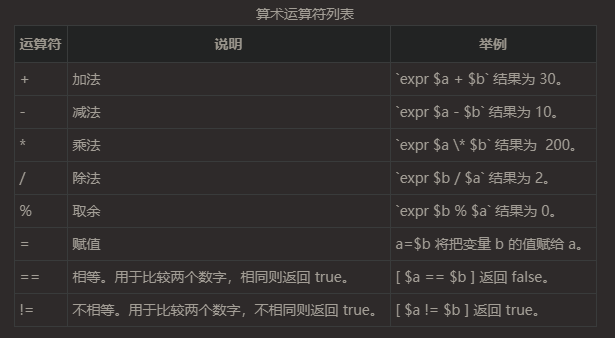 算术运算符列表
运算符 说明 举例
+ 加法 `expr $a + $b` 结果为 30。
- 减法 `expr $a - $b` 结果为 10。
* 乘法 `expr $a \* $b` 结果为  200。
/ 除法 `expr $b / $a` 结果为 2。
% 取余 `expr $b % $a` 结果为 0。
= 赋值 a=$b 将把变量 b 的值赋给 a。
== 相等。用于比较两个数字，相同则返回 true。 [ $a == $b ] 返回 false。
!= 不相等。用于比较两个数字，不相同则返回 true。 [ $a != $b ] 返回 true。